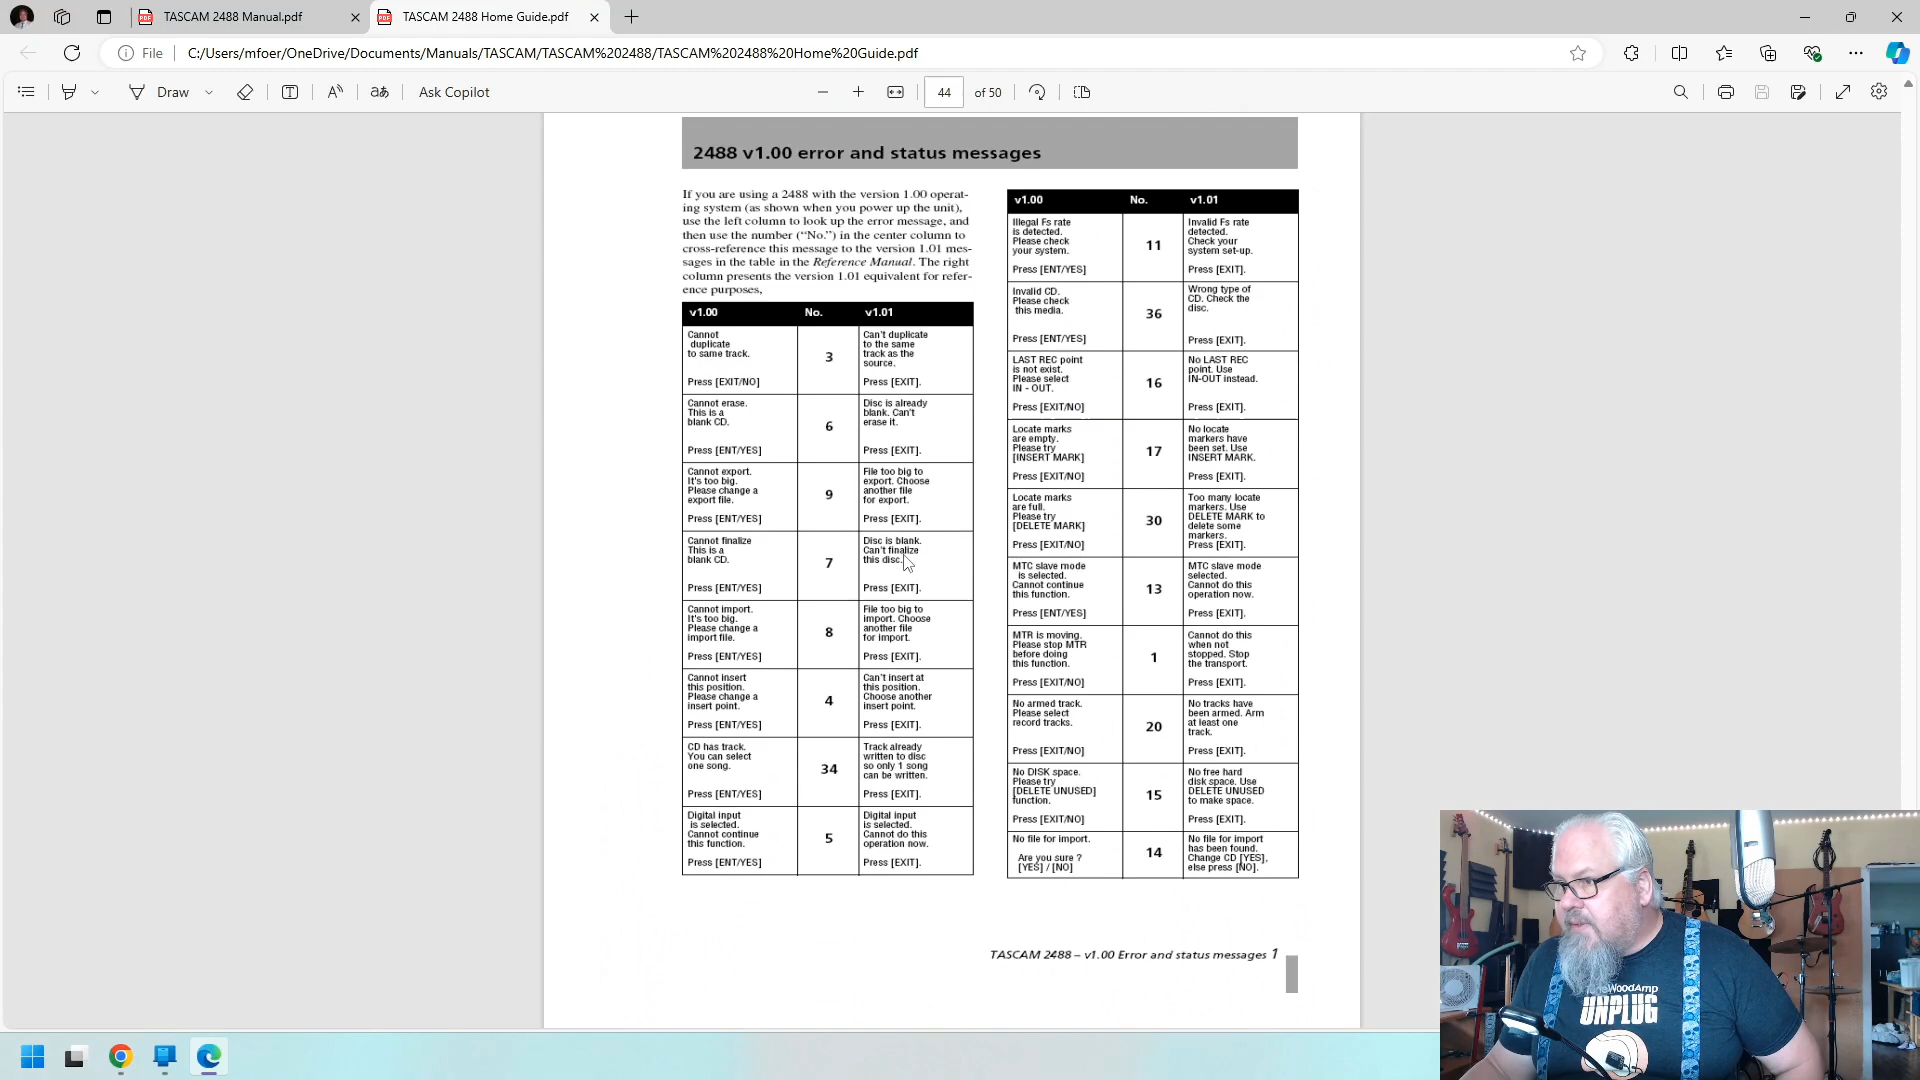 TASCAM 2488 Manual.pdf
TASCAM 2488 Home Guide.pdf
File
C:/Users/mfoer/OneDrive/Documents/Manuals/TASCAM/TASCAM%202488/TASCAM%202488%20Home%20Guide.pdf
Draw
Ask Copilot
44 of 50
2488 v1.00 error and status messages
If you are using a 2488 with the version 1.00 operat-
ing system (as shown when you power up the unit),
use the left column to look up the error message, and
then use the number (“No.”) in the center column to
cross-reference this message to the version 1.01 mes-
sages in the table in the Reference Manual. The right
column presents the version 1.01 equivalent for refer-
ence purposes,
v1.00 No. v1.01
Cannot
duplicate
to same track.
Press [EXIT/NO]
3
Can't duplicate
to the same
track as the
source.
Press [EXIT].
Cannot erase.
This is a
blank CD.
Press [ENT/YES]
6
Disc is already
blank. Can't
erase it.
Press [EXIT].
Cannot export.
It's too big.
Please change a
export file.
Press [ENT/YES]
9
File too big to
export. Choose
another file
for export.
Press [EXIT].
Cannot finalize
This is a
blank CD.
Press [ENT/YES]
7
Disc is blank.
Can't finalize
this disc.
Press [EXIT].
Cannot import.
It's too big.
Please change a
import file.
Press [ENT/YES]
8
File too big to
import. Choose
another file
for import.
Press [EXIT].
Cannot insert
this position.
Please change a
insert point.
Press [ENT/YES]
4
Can't insert at
this position.
Choose another
insert point.
Press [EXIT].
CD has track.
You can select
one song.
Press [ENT/YES]
34
Track already
written to disc
so only 1 song
can be written.
Press [EXIT].
Digital input
is selected.
Cannot continue
this function.
Press [ENT/YES]
5
Digital input
is selected.
Cannot do this
operation now.
Press [EXIT].
v1.00 No. v1.01
Illegal Fs rate
is detected.
Please check
your system.
Press [ENT/YES]
11
Invalid Fs rate
detected.
Check your
system set-up.
Press [EXIT].
Invalid CD.
Please check
this media.
Press [ENT/YES]
36
Wrong type of
CD. Check the
disc.
Press [EXIT].
LAST REC point
is not exist.
Please select
IN - OUT.
Press [EXIT/NO]
16
No LAST REC
point. Use
IN-OUT instead.
Press [EXIT].
Locate marks
are empty.
Please try
[INSERT MARK]
Press [EXIT/NO]
17
No locate
markers have
been set. Use
INSERT MARK.
Press [EXIT].
Locate marks
are full.
Please try
[DELETE MARK]
Press [EXIT/NO]
30
Too many locate
markers. Use
DELETE MARK to
delete some
markers.
Press [EXIT].
MTC slave mode
is selected.
Cannot continue
this function.
Press [ENT/YES]
13
MTC slave mode
selected.
Cannot do this
operation now.
Press [EXIT].
MTR is moving.
Please stop MTR
before doing
this function.
Press [EXIT/NO]
1
Cannot do this
when not
stopped. Stop
the transport.
Press [EXIT].
No armed track.
Please select
record tracks.
Press [EXIT/NO]
20
No tracks have
been armed. Arm
at least one
track.
Press [EXIT].
No DISK space.
Please try
[DELETE UNUSED]
function.
Press [EXIT/NO]
15
No free hard
disk space. Use
DELETE UNUSED
to make space.
Press [EXIT].
No file for import.
Are you sure ?
[YES] / [NO]
14
No file for import
has been found.
Change CD [YES],
else press [NO].
TASCAM 2488 – v1.00 Error and status messages 1
UNPLUG